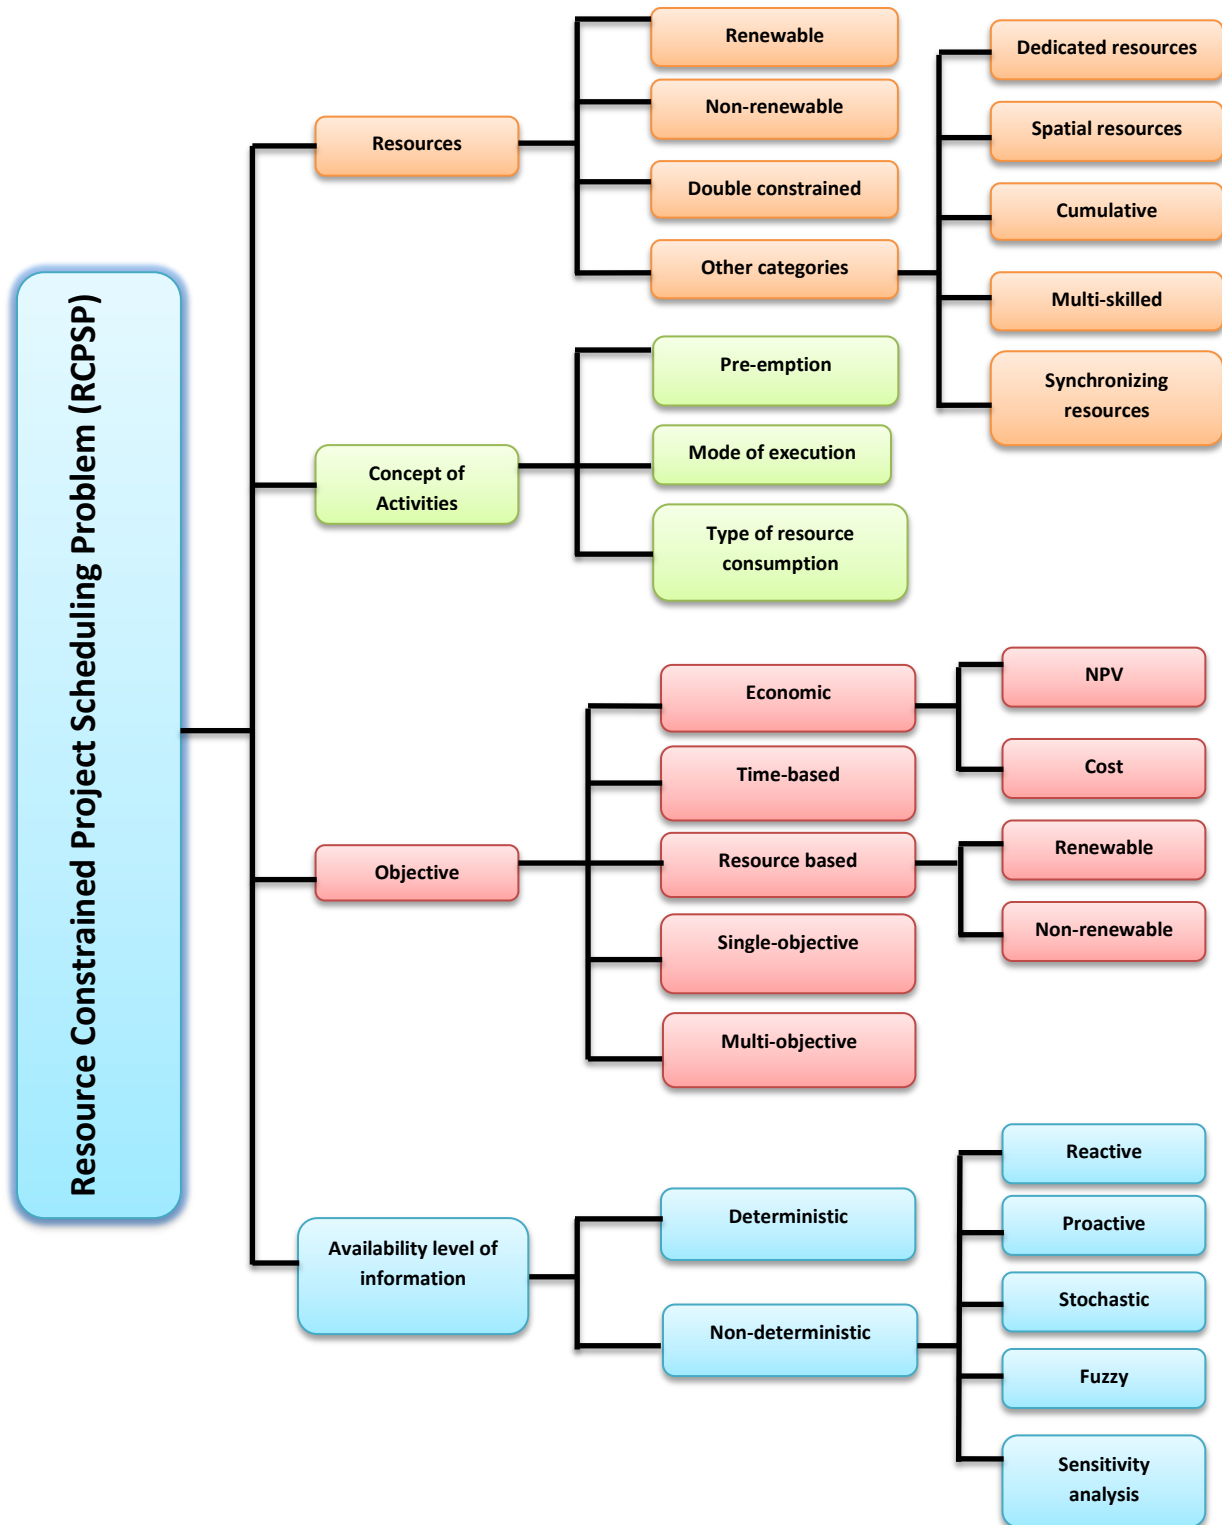 Resource Constrained Project Scheduling Problem (RCPSP)
Resources
Renewable
Non-renewable
Double constrained
Other categories
Dedicated resources
Spatial resources
Cumulative
Multi-skilled
Synchronizing
resources
Concept of
Activities
Pre-emption
Mode of execution
Type of resource
consumption
Objective
Economic
NPV
Cost
Time-based
Resource based
Renewable
Non-renewable
Single-objective
Multi-objective
Availability level of
information
Deterministic
Non-deterministic
Reactive
Proactive
Stochastic
Fuzzy
Sensitivity
analysis